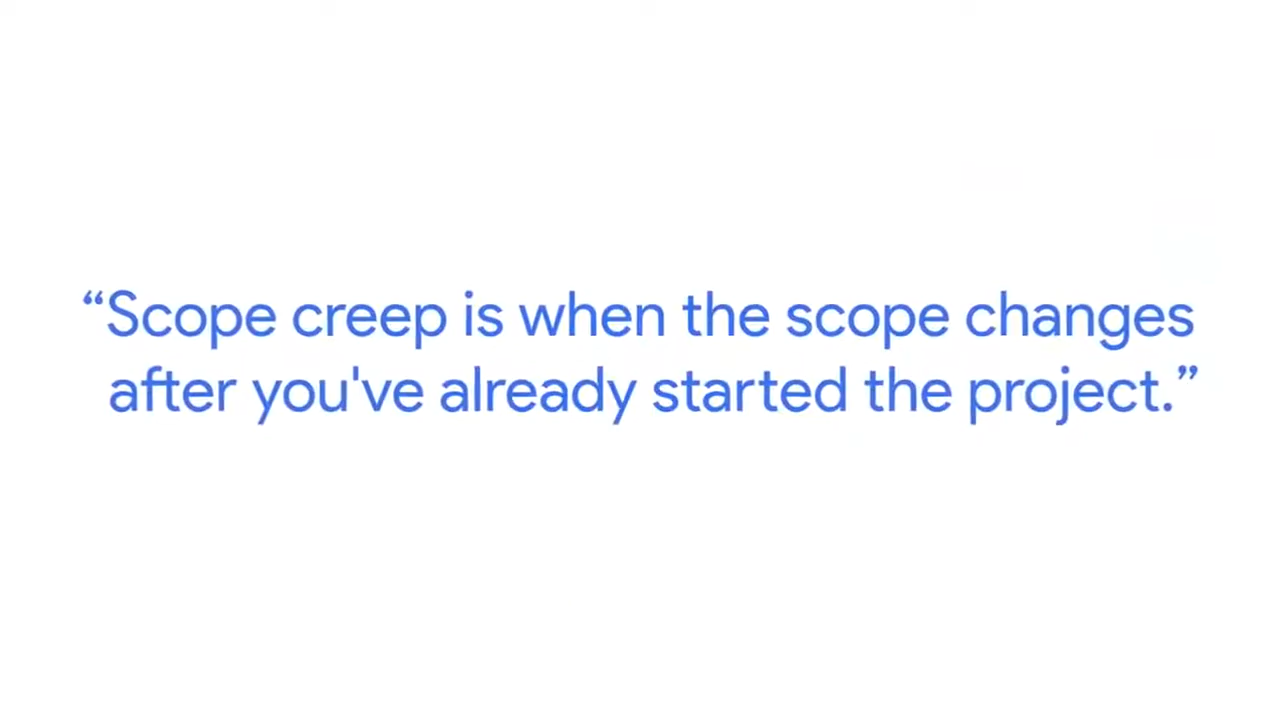 “Scope creep is when the scope changes
after you've already started the project.”